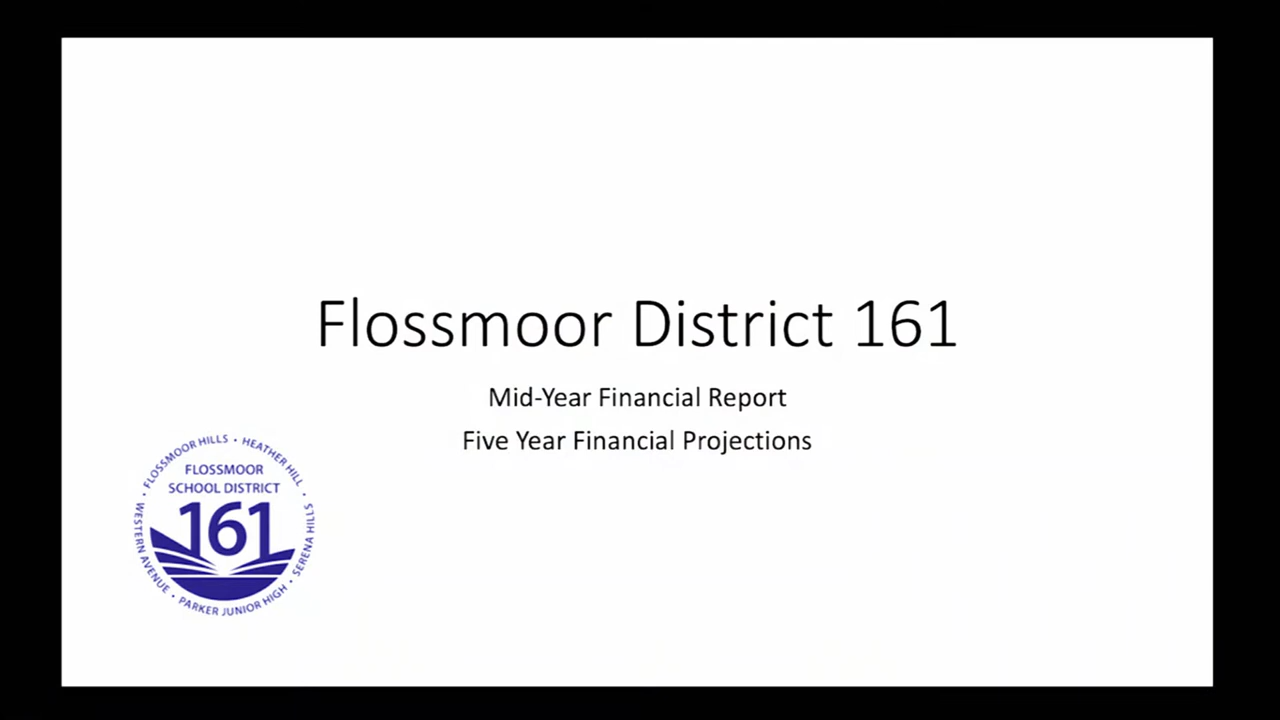 Flossmoor District 161
Mid-Year Financial Report
Five Year Financial Projections
FLOSSMOOR HILLS • HEATHER HILL • SERENA HILLS • PARKER JUNIOR HIGH • WESTERN AVENUE •
FLOSSMOOR
SCHOOL DISTRICT
161